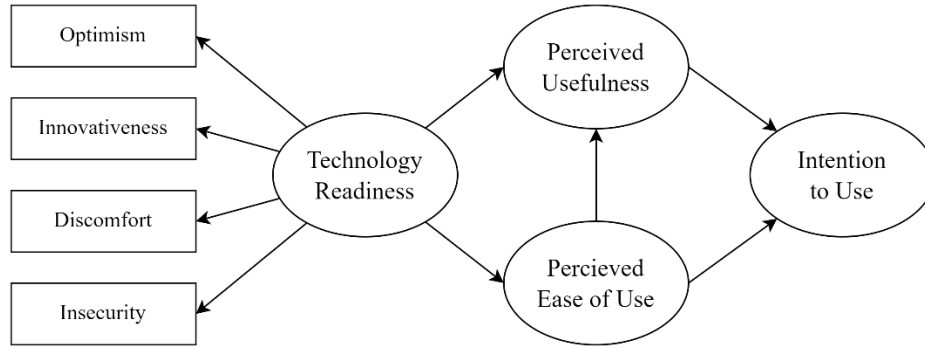 Optimism
Innovativeness
Discomfort
Insecurity
Technology
Readiness
Perceived
Usefulness
Percieved
Ease of Use
Intention
to Use